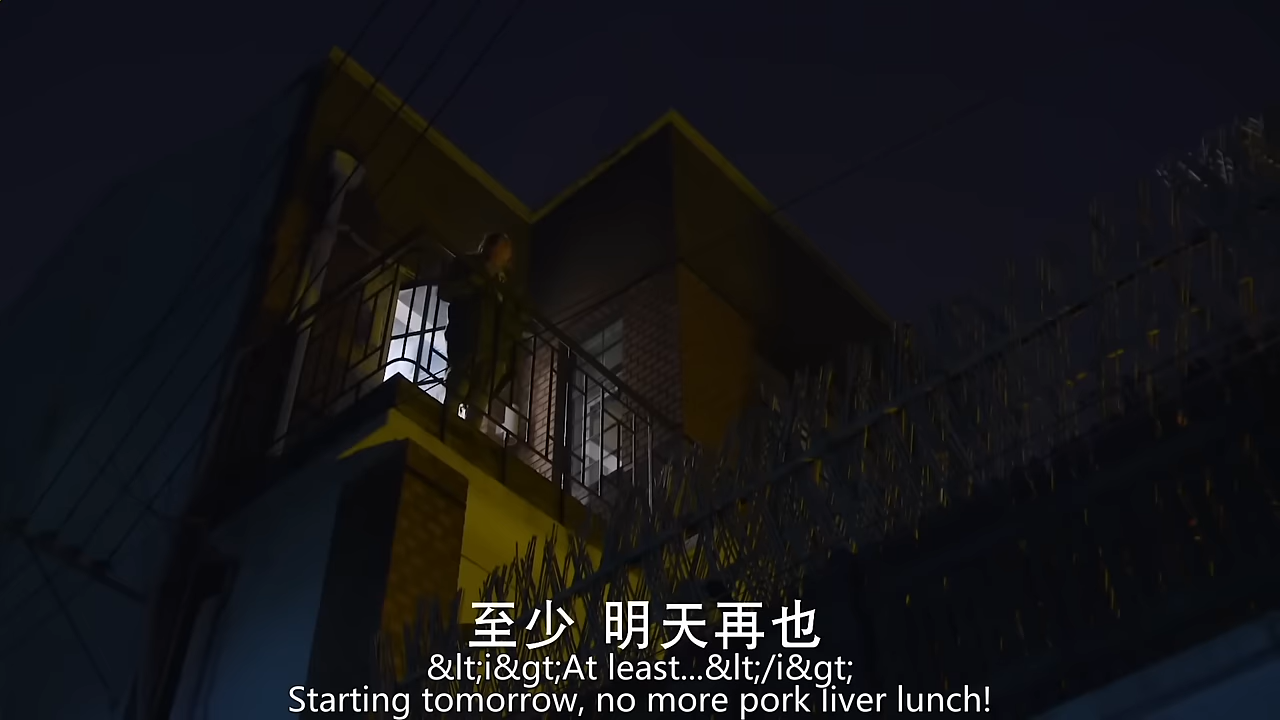 至少 明天再也
&lt;i&gt;At least...&lt;/i&gt;
Starting tomorrow, no more pork liver lunch!